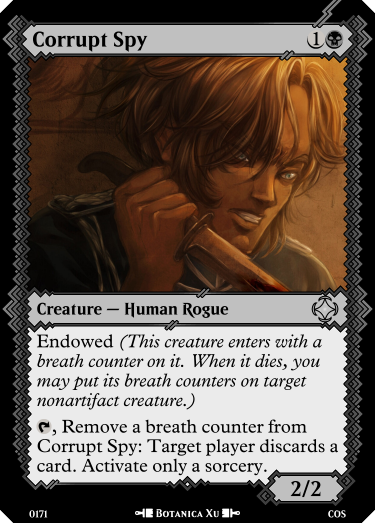 Corrupt Spy
1
Creature — Human Rogue
Endowed (This creature enters with a
breath counter on it. When it dies, you
may put its breath counters on target
nonartifact creature.)
, Remove a breath counter from
Corrupt Spy: Target player discards a
card. Activate only a sorcery.
2/2
0171
Botanica Xu
COS